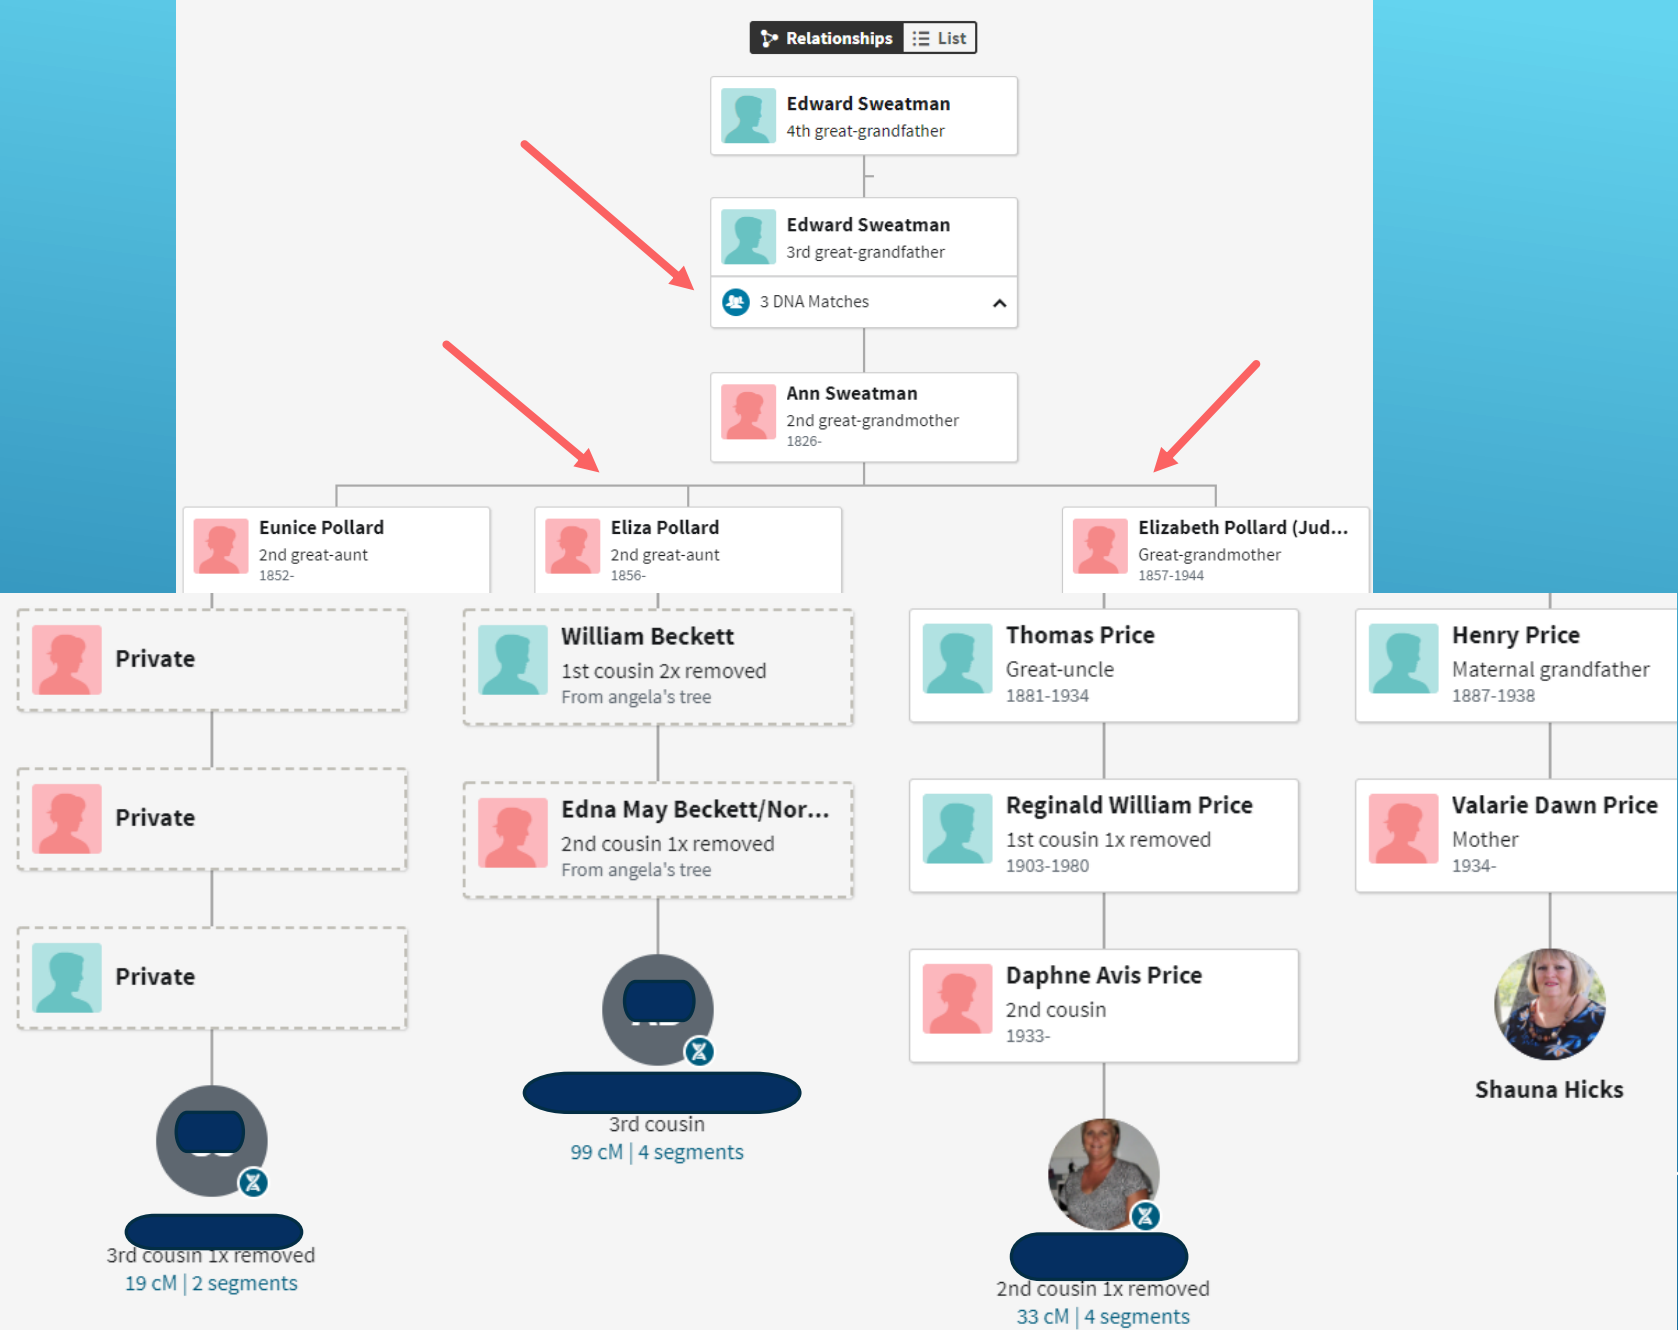 Relationships List
Edward Sweatman
4th great-grandfather
Edward Sweatman
3rd great-grandfather
3 DNA Matches
Ann Sweatman
2nd great-grandmother
1826-
Eunice Pollard
2nd great-aunt
1852-
Eliza Pollard
2nd great-aunt
1856-
Elizabeth Pollard (Jud...
Great-grandmother
1857-1944
Private
Private
Private
3rd cousin 1x removed
19 cM | 2 segments
William Beckett
1st cousin 2x removed
From angela's tree
Edna May Beckett/Nor...
2nd cousin 1x removed
From angela's tree
3rd cousin
99 cM | 4 segments
Thomas Price
Great-uncle
1881-1934
Reginald William Price
1st cousin 1x removed
1903-1980
Daphne Avis Price
2nd cousin
1933-
2nd cousin 1x removed
33 cM | 4 segments
Henry Price
Maternal grandfather
1887-1938
Valarie Dawn Price
Mother
1934-
Shauna Hicks